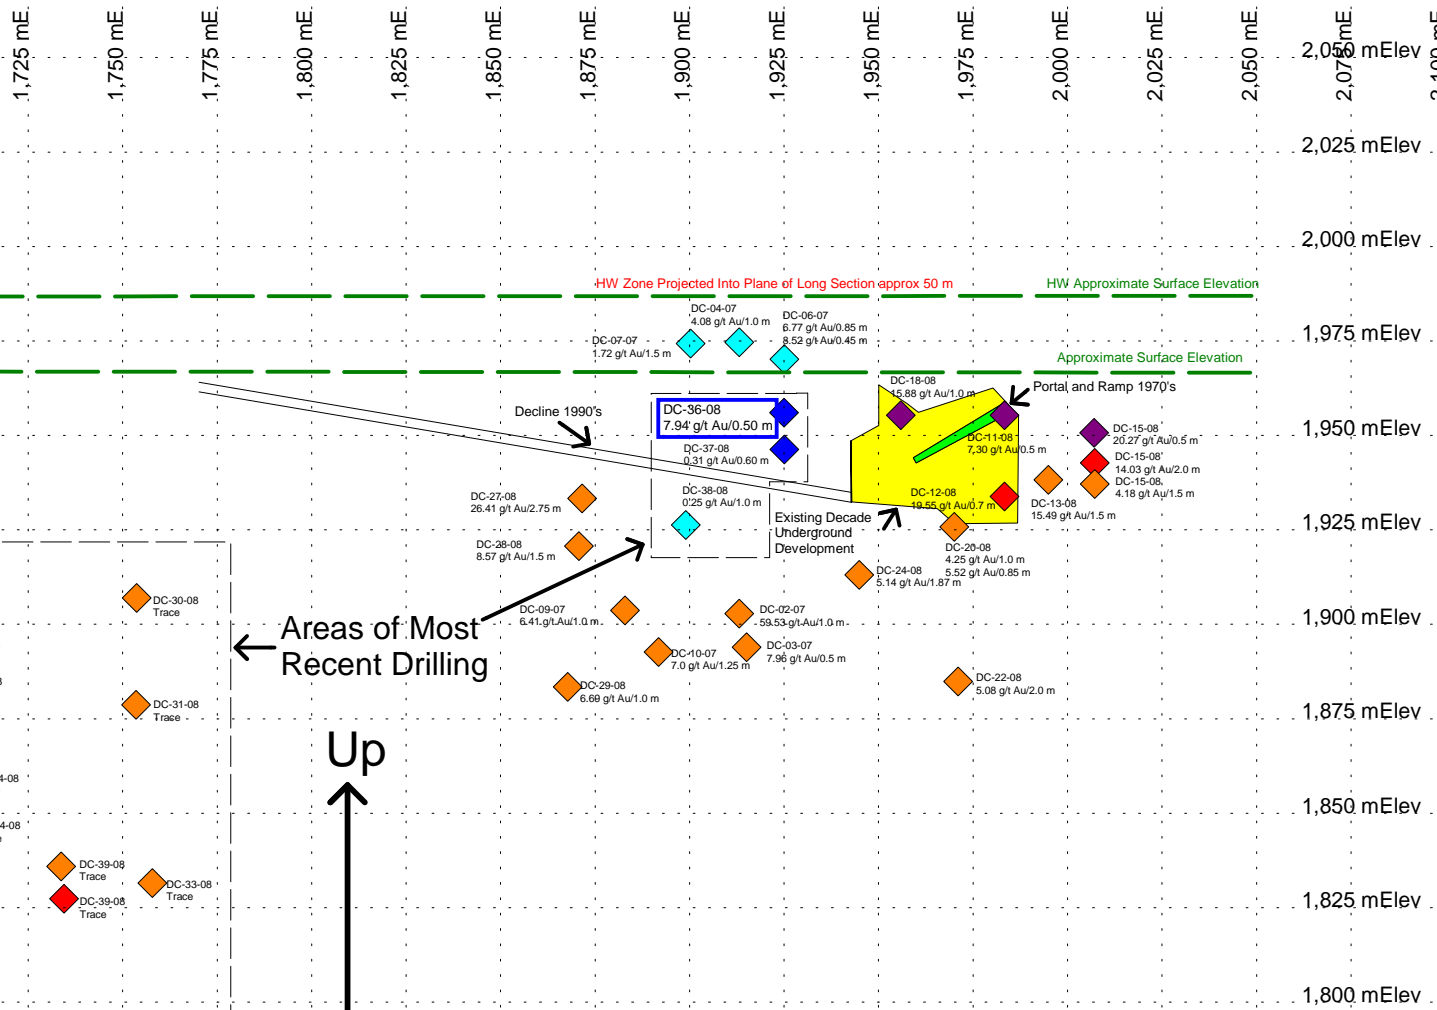 1,725 mE
1,750 mE
1,775 mE
1,800 mE
1,825 mE
1,850 mE
1,875 mE
1,900 mE
1,925 mE
1,950 mE
1,975 mE
2,000 mE
2,025 mE
2,050 mE
2,075 mE
2,050 mElev
2,025 mElev
2,000 mElev
HW Zone Projected Into Plane of Long Section approx 50 m
HW Approximate Surface Elevation
DC-04-07
4.08 g/t Au/1.0 m
DC-06-07
6.77 g/t Au/0.85 m
8.52 g/t Au/0.45 m
DC-07-07
1.72 g/t Au/1.5 m
1,975 mElev
Approximate Surface Elevation
DC-18-08
15.88 g/t Au/1.0 m
Portal and Ramp 1970's
Decline 1990's
DC-36-08
7.94 g/t Au/0.50 m
DC-37-08
0.31 g/t Au/0.60 m
DC-11-08
7.30 g/t Au/0.5 m
DC-15-08
20.27 g/t Au/0.5 m
1,950 mElev
DC-15-08
14.03 g/t Au/2.0 m
DC-15-08
4.18 g/t Au/1.5 m
DC-27-08
26.41 g/t Au/2.75 m
DC-38-08
0.25 g/t Au/1.0 m
DC-12-08
19.55 g/t Au/0.7 m
DC-13-08
15.49 g/t Au/1.5 m
Existing Decade
Underground
Development
1,925 mElev
DC-28-08
8.57 g/t Au/1.5 m
DC-20-08
4.25 g/t Au/1.0 m
5.52 g/t Au/0.85 m
DC-24-08
5.14 g/t Au/1.87 m
DC-30-08
Trace
DC-09-07
6.41 g/t Au/1.0 m
DC-02-07
59.53 g/t Au/1.0 m
1,900 mElev
Areas of Most
Recent Drilling
DC-10-07
7.0 g/t Au/1.25 m
DC-03-07
7.96 g/t Au/0.5 m
DC-29-08
6.69 g/t Au/1.0 m
DC-22-08
5.08 g/t Au/2.0 m
DC-31-08
Trace
1,875 mElev
Up
4-08
1,850 mElev
4-08
DC-39-08
Trace
DC-33-08
Trace
DC-39-08
Trace
1,825 mElev
1,800 mElev